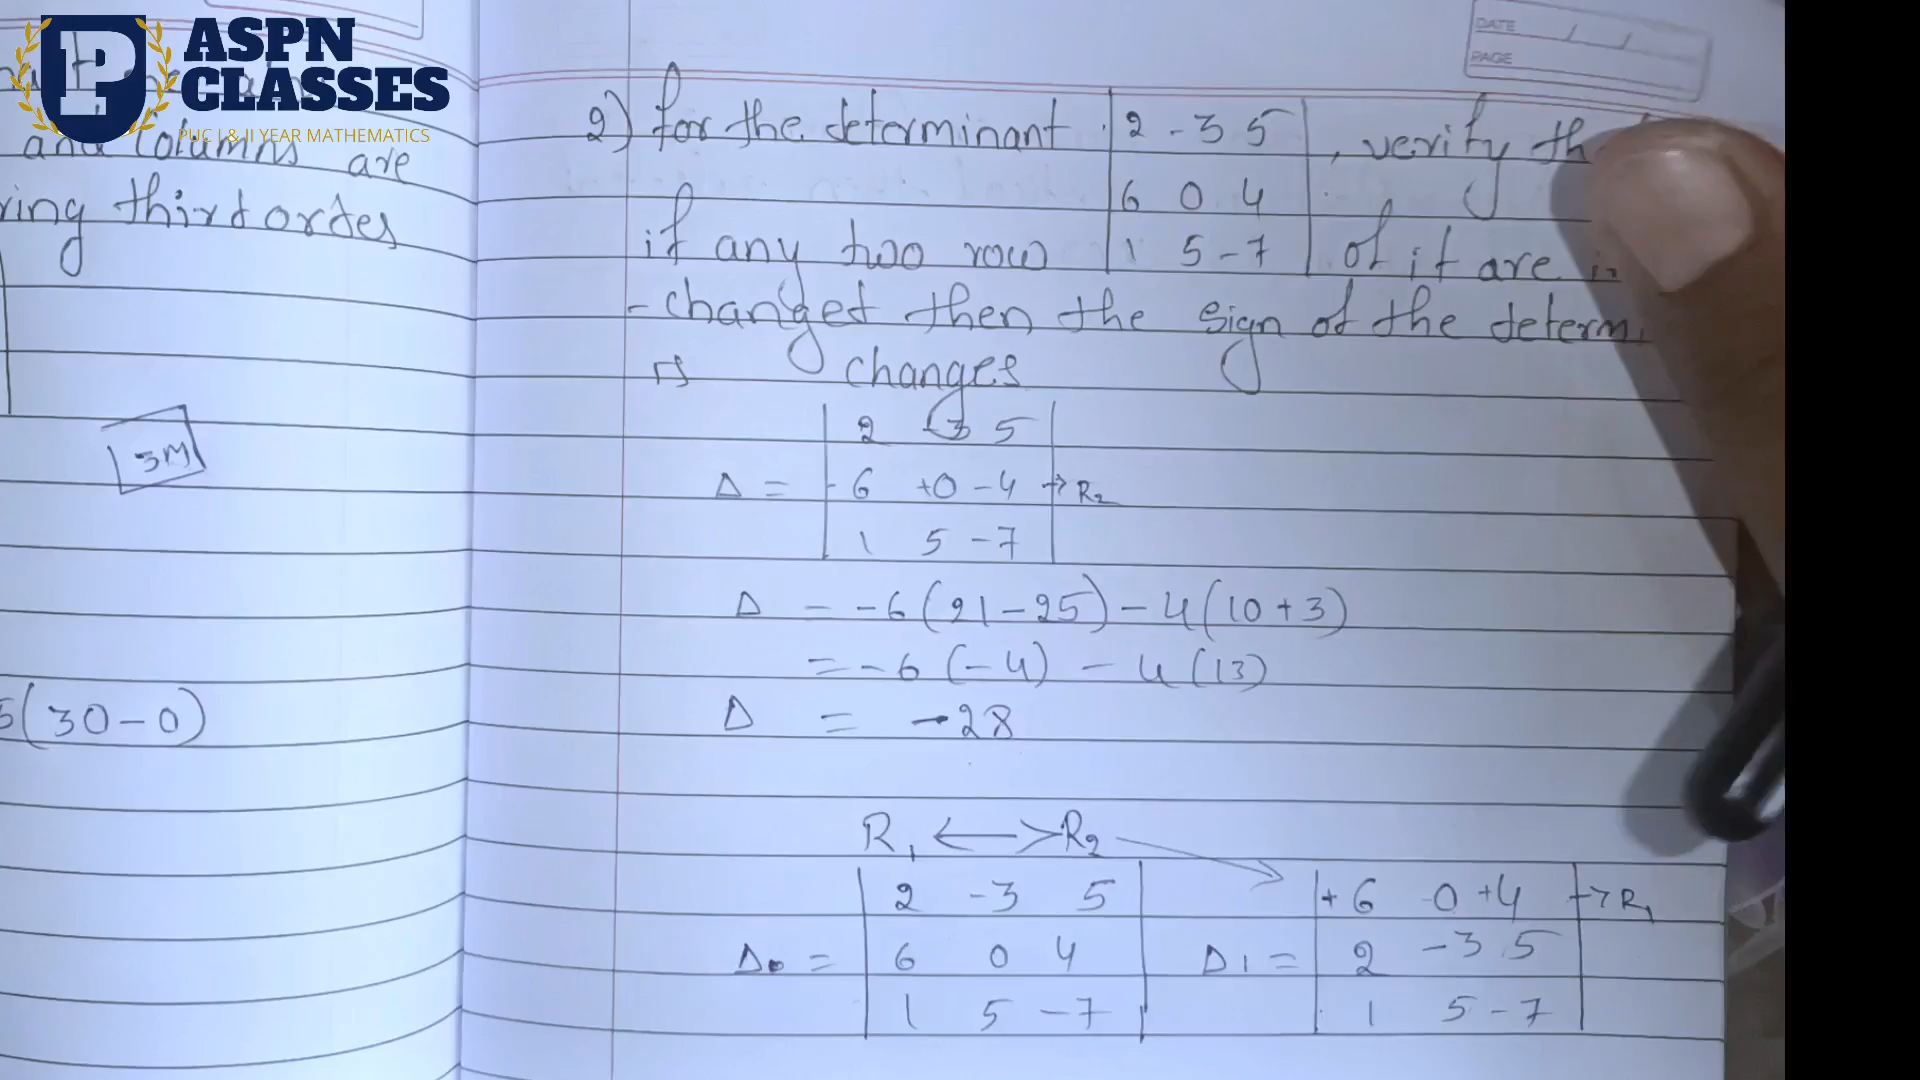 ASPN
CLASSES
PUC I & II YEAR MATHEMATICS
and columns are
ring third order
3M
5(30-0)
DATE / /
PAGE
2) for the determinant | 2 -3 5 | , verify th
| 6 0 4 |
if any two row | 1 5 -7 | of it are in
-changed then the sign of the determ
is changes
| 2 -3 5 |
Δ = | - 6 +0 -4 | → R₂
| 1 5 -7 |
Δ = -6(21-25)-4(10+3)
= -6 (-4) - 4(13)
Δ = -28
R₁ <-> R₂
| 2 -3 5 | | +6 -0 +4 | → R₁
Δ = | 6 0 4 | Δ₁ = | 2 -3 5 |
| 1 5 -7 | | 1 5 -7 |